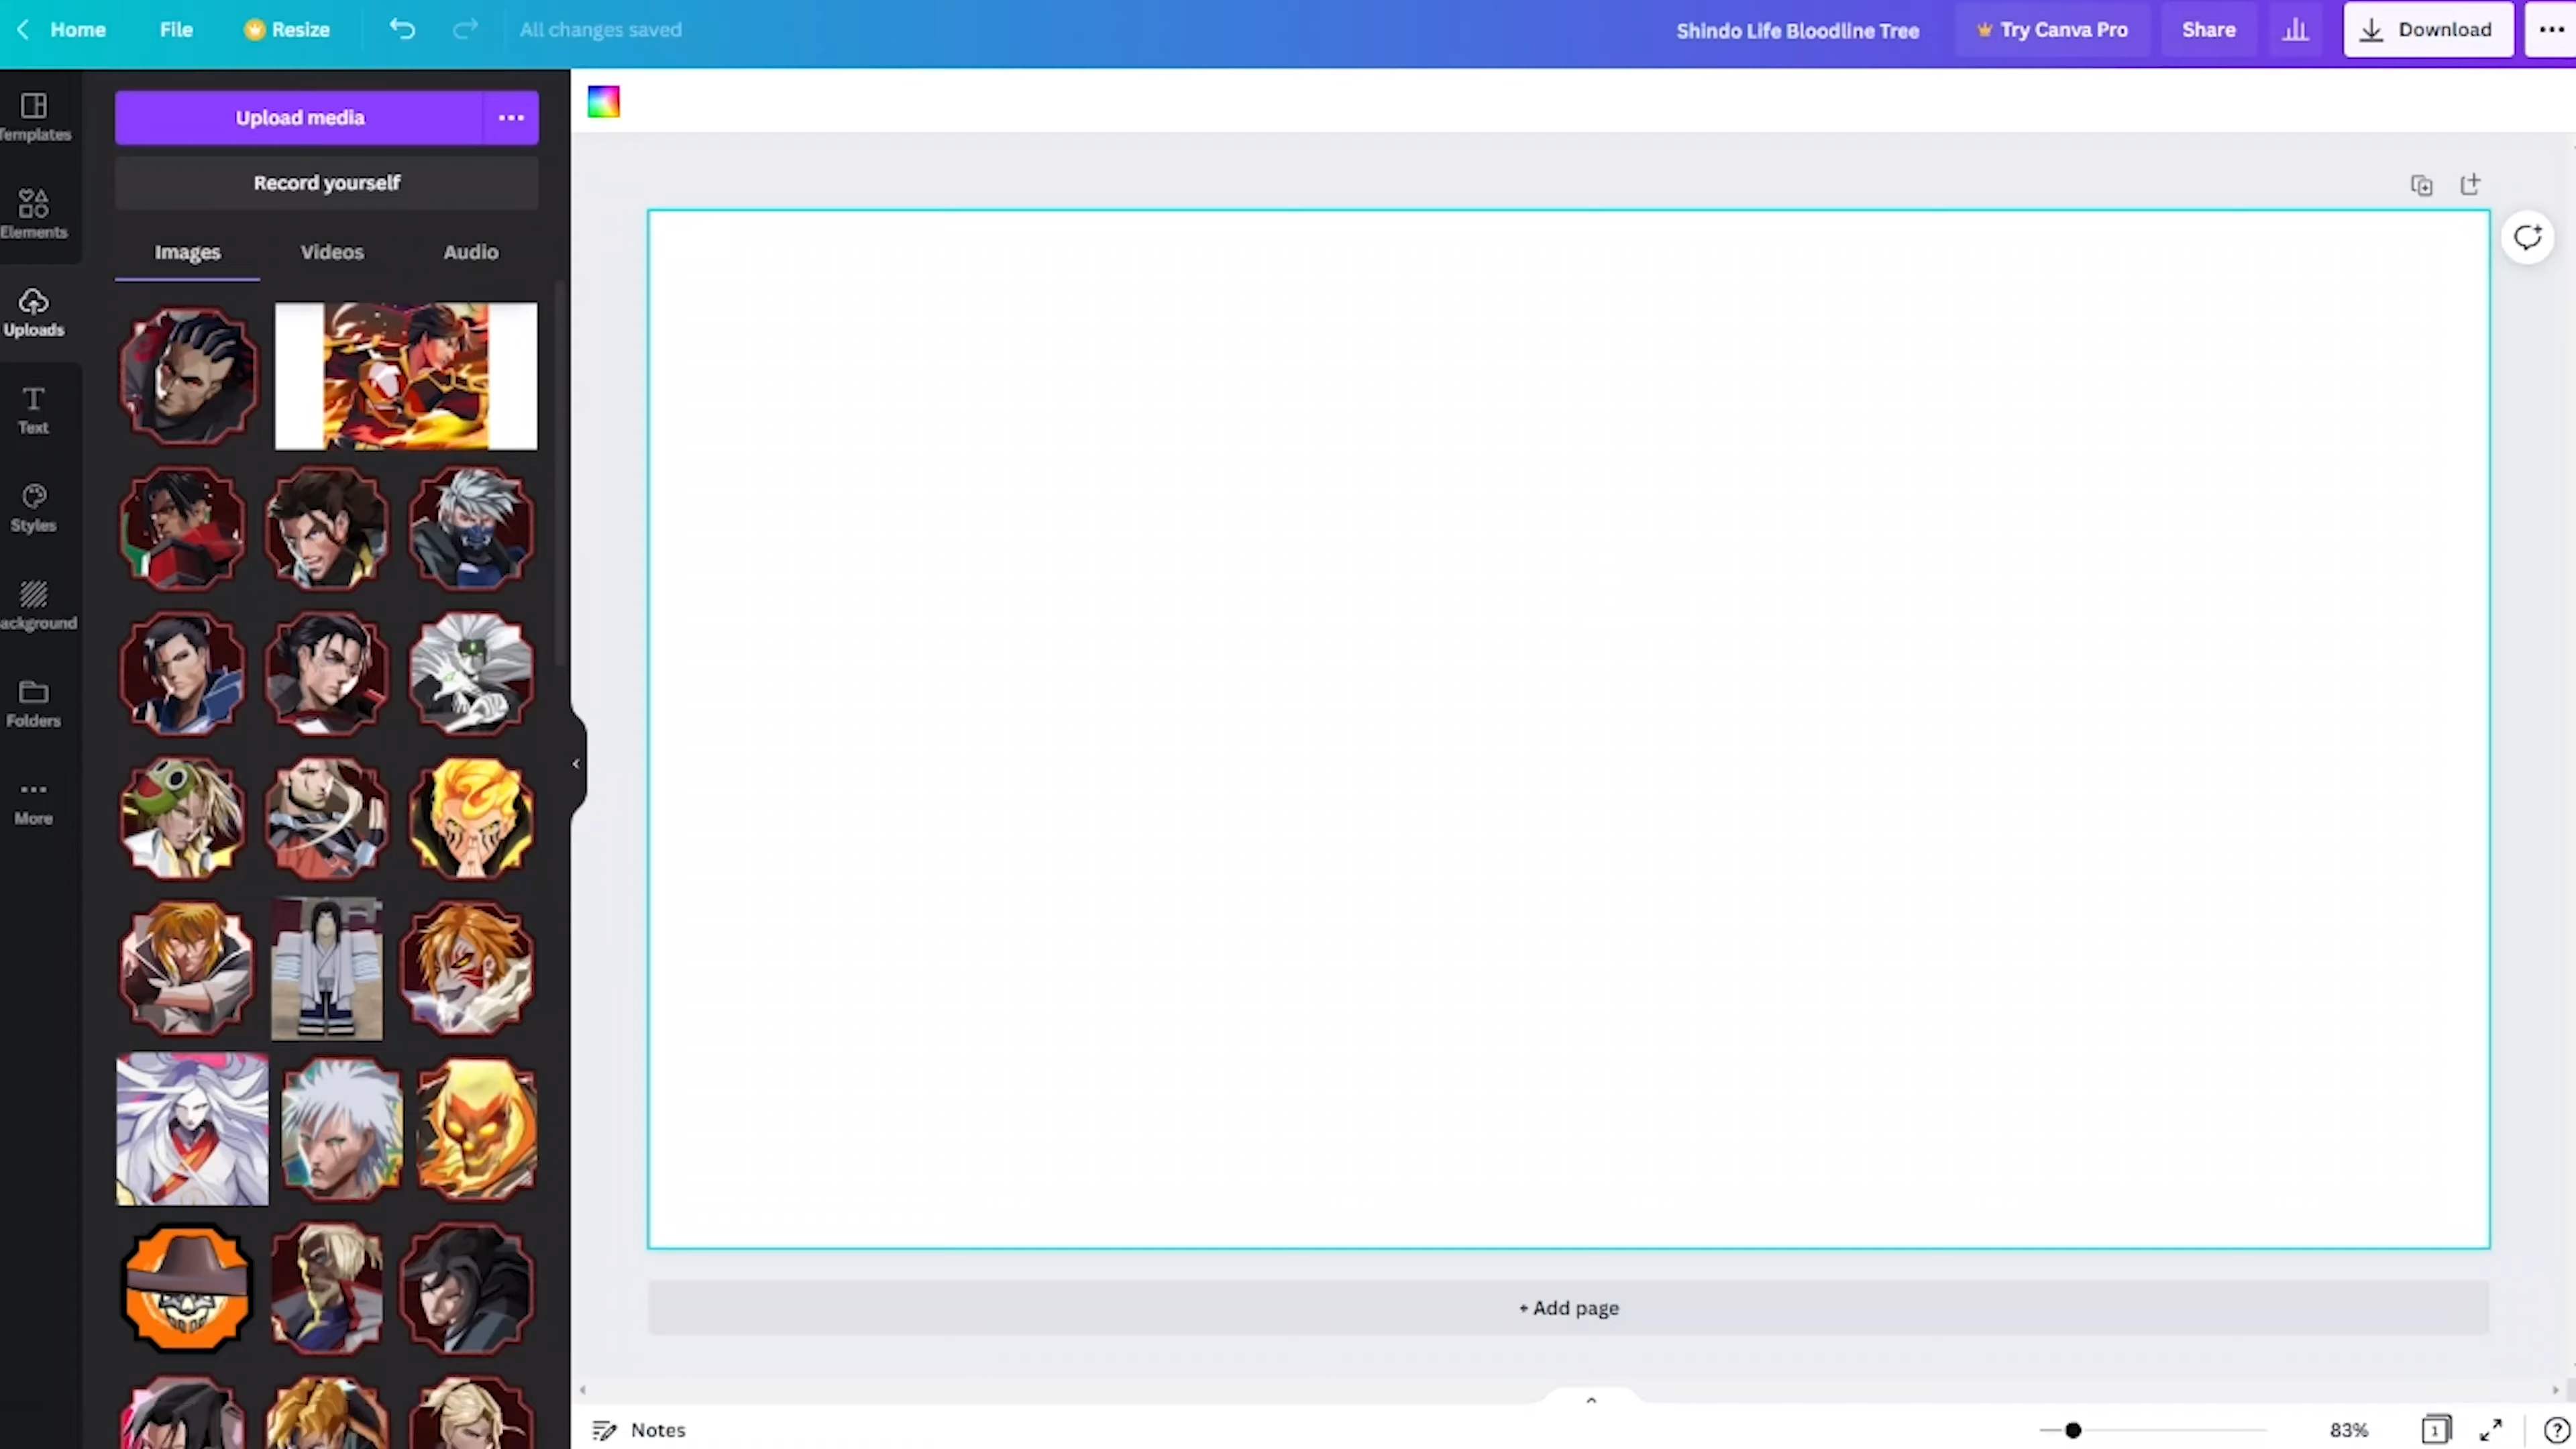 Home File Resize All changes saved Shindo Life Bloodline Tree Try Canva Pro Share Download
Templates
Elements
Uploads
Text
Styles
ackground
Folders
More
Upload media
Record yourself
Images Videos Audio
+ Add page
Notes 83% 1 ?